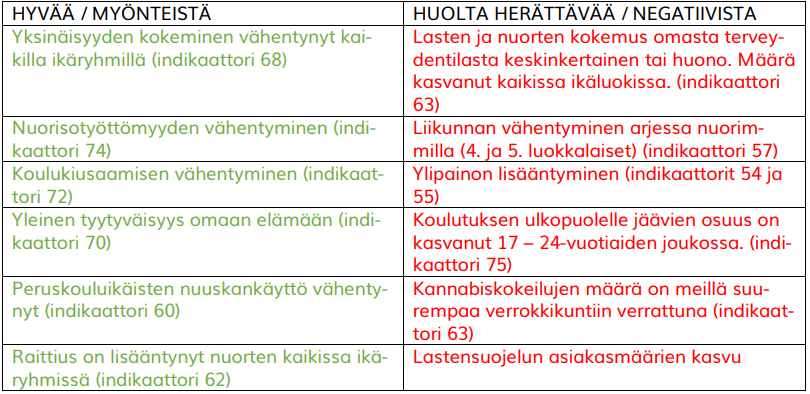 HYVÄÄ / MYÖNTEISTÄ
HUOLTA HERÄTTÄVÄÄ / NEGATIIVISTA
Yksinäisyyden kokeminen vähentynyt kai-
killa ikäryhmillä (indikaattori 68)
Lasten ja nuorten kokemus omasta tervey-
dentilasta keskinkertainen tai huono. Määrä
kasvanut kaikissa ikäluokissa. (indikaattori
63)
Nuorisotyöttömyyden vähentyminen (indi-
kaattori 74)
Liikunnan vähentyminen arjessa nuorim-
milla (4. ja 5. luokkalaiset) (indikaattori 57)
Koulukiusaamisen vähentyminen (indikaat-
tori 72)
Ylipainon lisääntyminen (indikaattorit 54 ja
55)
Yleinen tyytyväisyys omaan elämään (indi-
kaattori 70)
Koulutuksen ulkopuolelle jäävien osuus on
kasvanut 17 – 24-vuotiaiden joukossa. (indi-
kaattori 75)
Peruskouluikäisten nuuskankäyttö vähenty-
nyt (indikaattori 60)
Kannabiskokeilujen määrä on meillä suu-
rempaa verrokkikuntiin verrattuna (indikaat-
tori 63)
Raittius on lisääntynyt nuorten kaikissa ikä-
ryhmissä (indikaattori 62)
Lastensuojelun asiakasmäärien kasvu